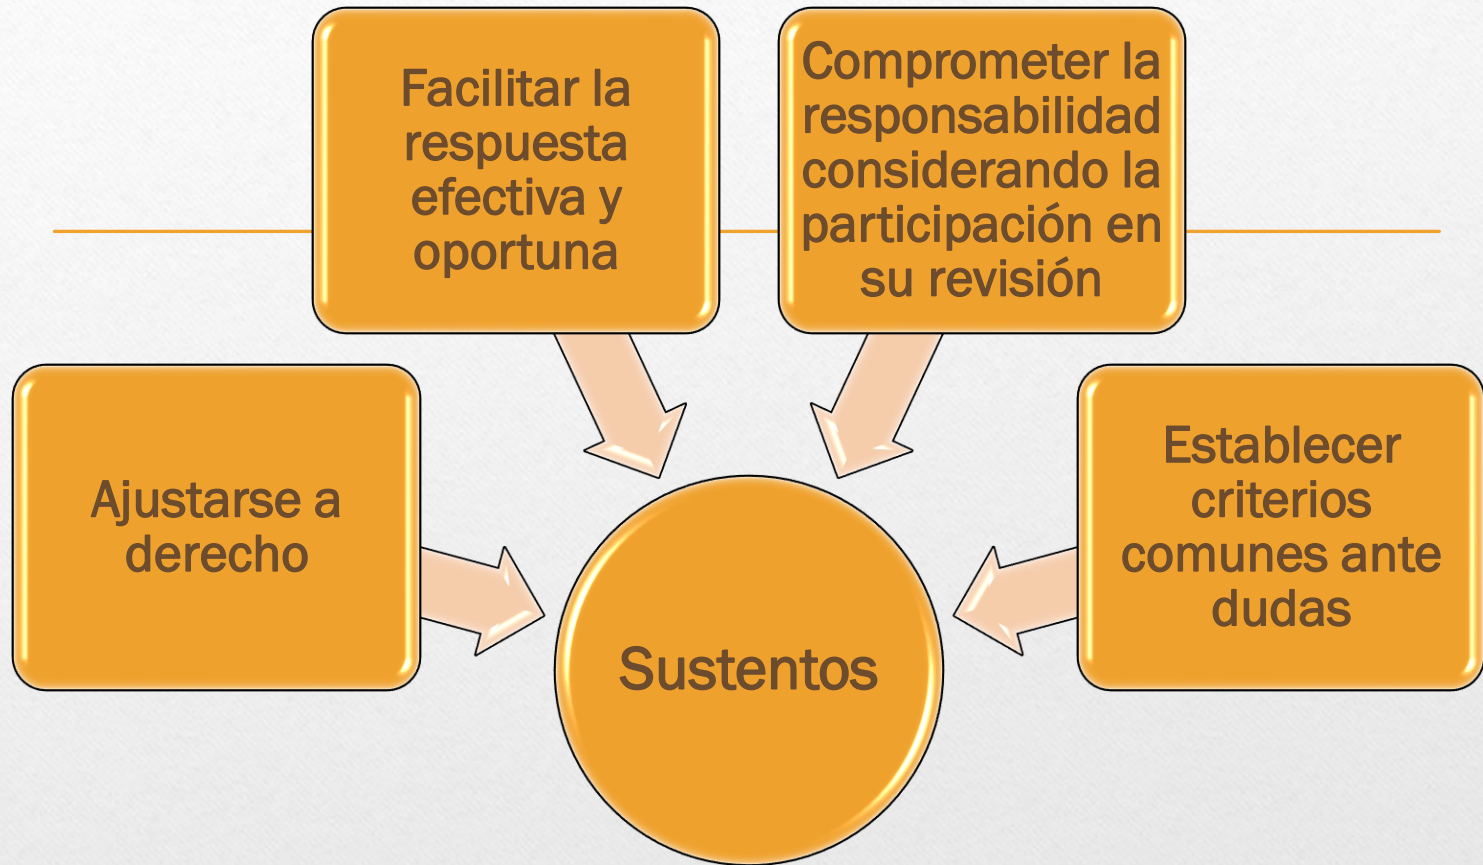 Facilitar la
respuesta
efectiva y
oportuna
Comprometer la
responsabilidad
considerando la
participación en
su revisión
Ajustarse a
derecho
Establecer
criterios
comunes ante
dudas
Sustentos